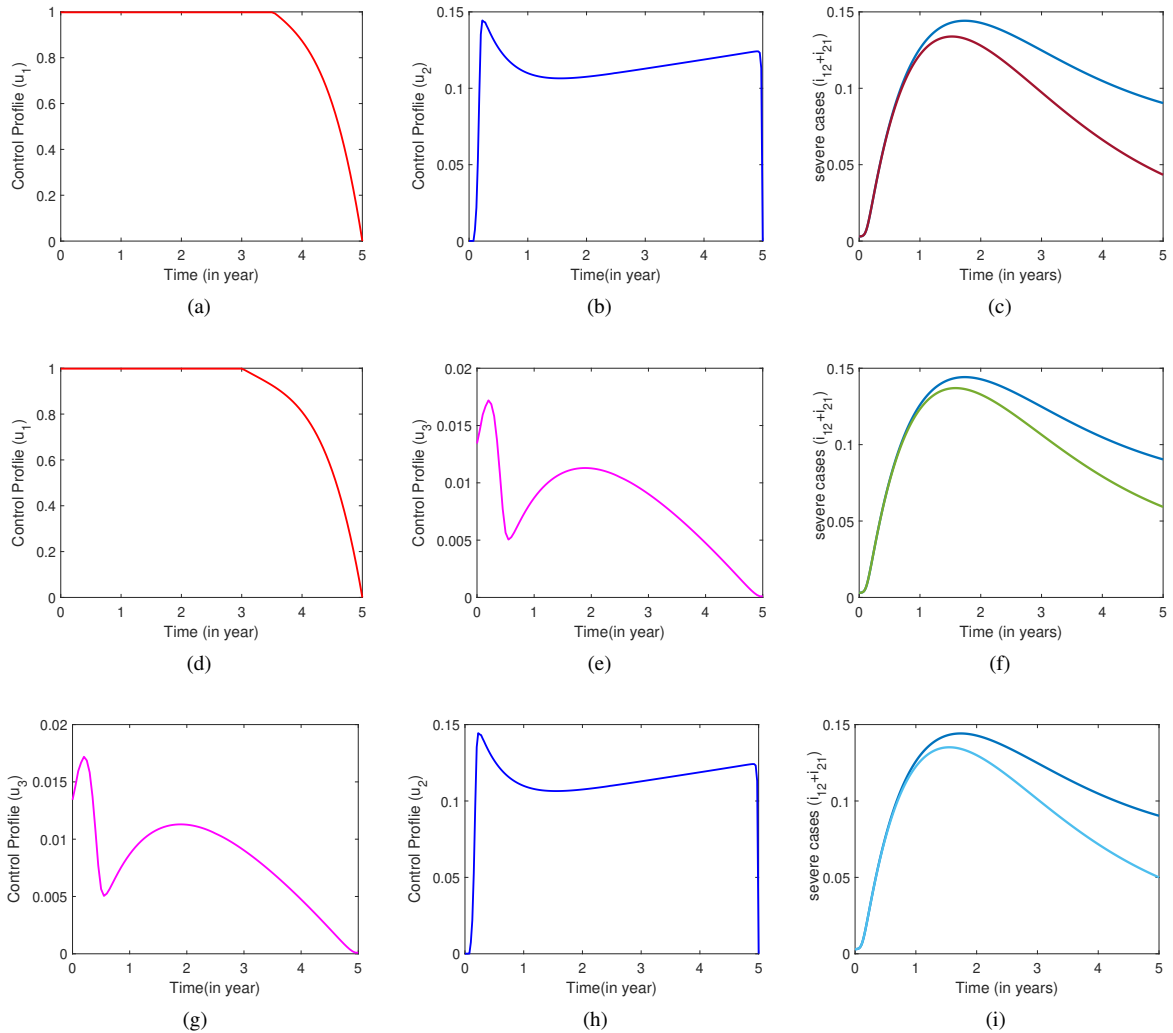 1
0.8
0.6
0.4
0.2
0
0 1 2 3 4 5
Control Proflie (u1)
Time (in year)
(a)
0.15
0.1
0.05
0
0 1 2 3 4 5
Control Proflie (u2)
Time(in year)
(b)
0.15
0.1
0.05
0
0 1 2 3 4 5
severe cases (i12+i21)
Time (in years)
(c)
1
0.8
0.6
0.4
0.2
0
0 1 2 3 4 5
Control Proflie (u1)
Time (in year)
(d)
0.02
0.015
0.01
0.005
0
0 1 2 3 4 5
Control Proflie (u3)
Time(in year)
(e)
0.15
0.1
0.05
0
0 1 2 3 4 5
severe cases (i12+i21)
Time (in years)
(f)
0.02
0.015
0.01
0.005
0
0 1 2 3 4 5
Control Proflie (u3)
Time(in year)
(g)
0.15
0.1
0.05
0
0 1 2 3 4 5
Control Proflie (u2)
Time(in year)
(h)
0.15
0.1
0.05
0
0 1 2 3 4 5
severe cases (i12+i21)
Time (in years)
(i)